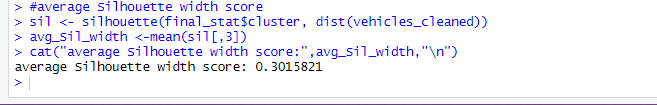 > #average Silhouette width score
> sil <- silhouette(final_stat$cluster, dist(vehicles_cleaned))
> avg_Sil_width <-mean(sil[,3])
> cat("average Silhouette width score:",avg_Sil_width,"\n")
average Silhouette width score: 0.3015821
>